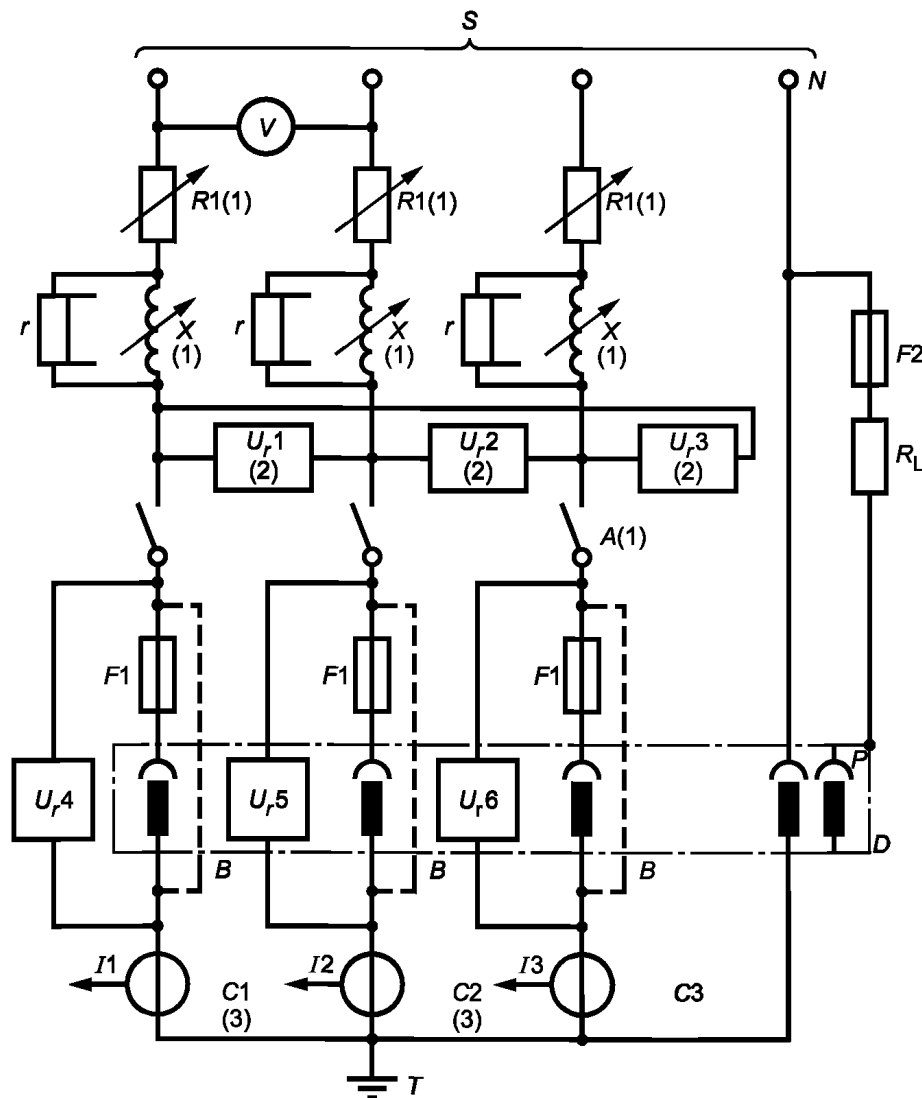 S
N
V
R1(1)
R1(1)
R1(1)
r
X
(1)
r
X
(1)
r
X
(1)
F2
R_L
U_r1
(2)
U_r2
(2)
U_r3
(2)
A(1)
F1
F1
F1
P
U_r4
U_r5
U_r6
D
B
B
B
I1
I2
I3
C1
(3)
C2
(3)
C3
T